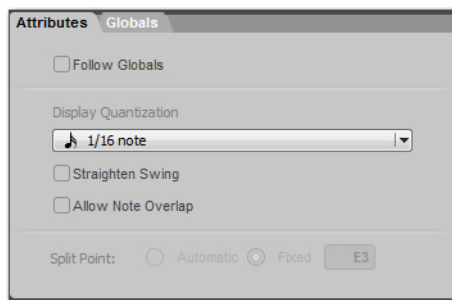 Attributes Globals
Follow Globals
Display Quantization
1/16 note
Straighten Swing
Allow Note Overlap
Split Point: Automatic Fixed E3